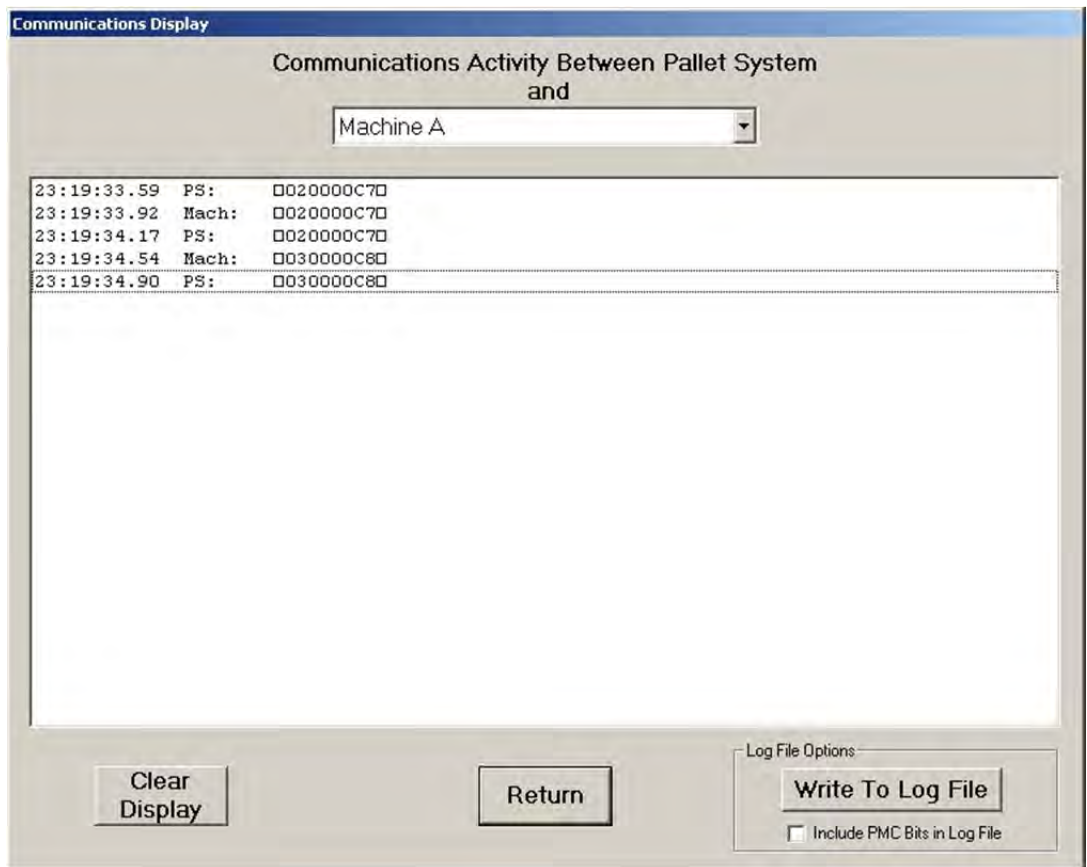 Communications Display
Communications Activity Between Pallet System
and
Machine A
23:19:33.59 PS: □020000C7□
23:19:33.92 Mach: □020000C7□
23:19:34.17 PS: □020000C7□
23:19:34.54 Mach: □030000C8□
23:19:34.90 PS: □030000C8□
Clear
Display
Return
Log File Options
Write To Log File
Include PMC Bits in Log File